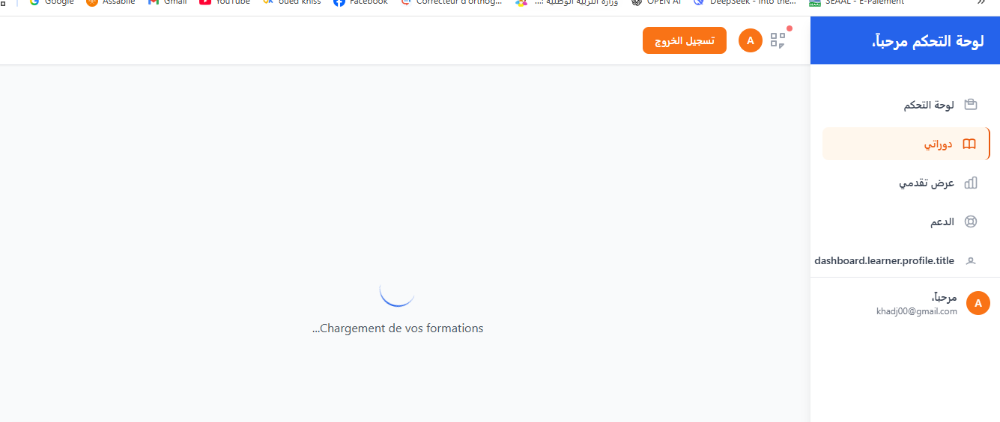 Google Assabile Gmail YouTube oued kniss Facebook Correcteur d'orthog... وزارة التربية الوطنية :... OPEN AI DeepSeek - Into the... SEAAL - E-Paiement »
لوحة التحكم مرحباً،
A تسجيل الخروج
لوحة التحكم
دوراتي
عرض تقدمي
الدعم
dashboard.learner.profile.title
مرحباً،
khadj00@gmail.com
A
...Chargement de vos formations